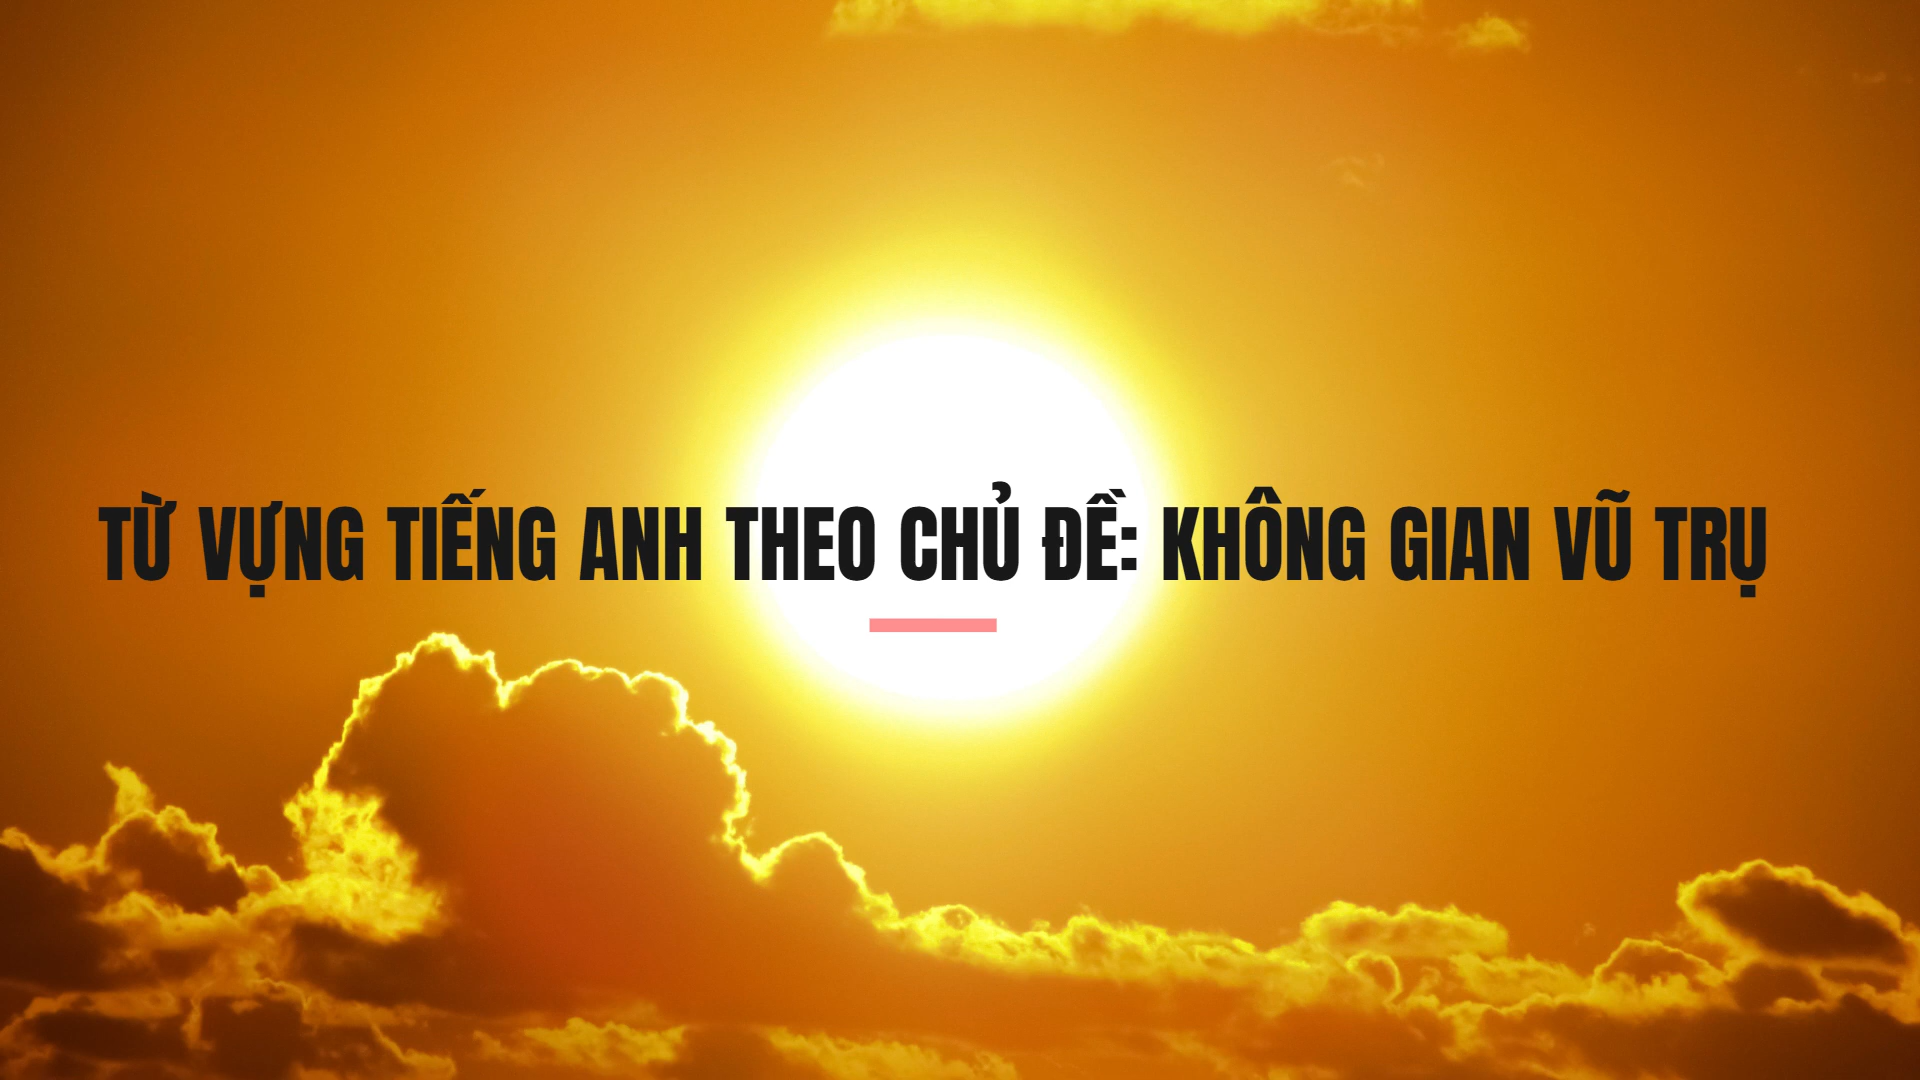 TỪ VỰNG TIẾNG ANH THEO CHỦ ĐỀ: KHÔNG GIAN VŨ TRỤ